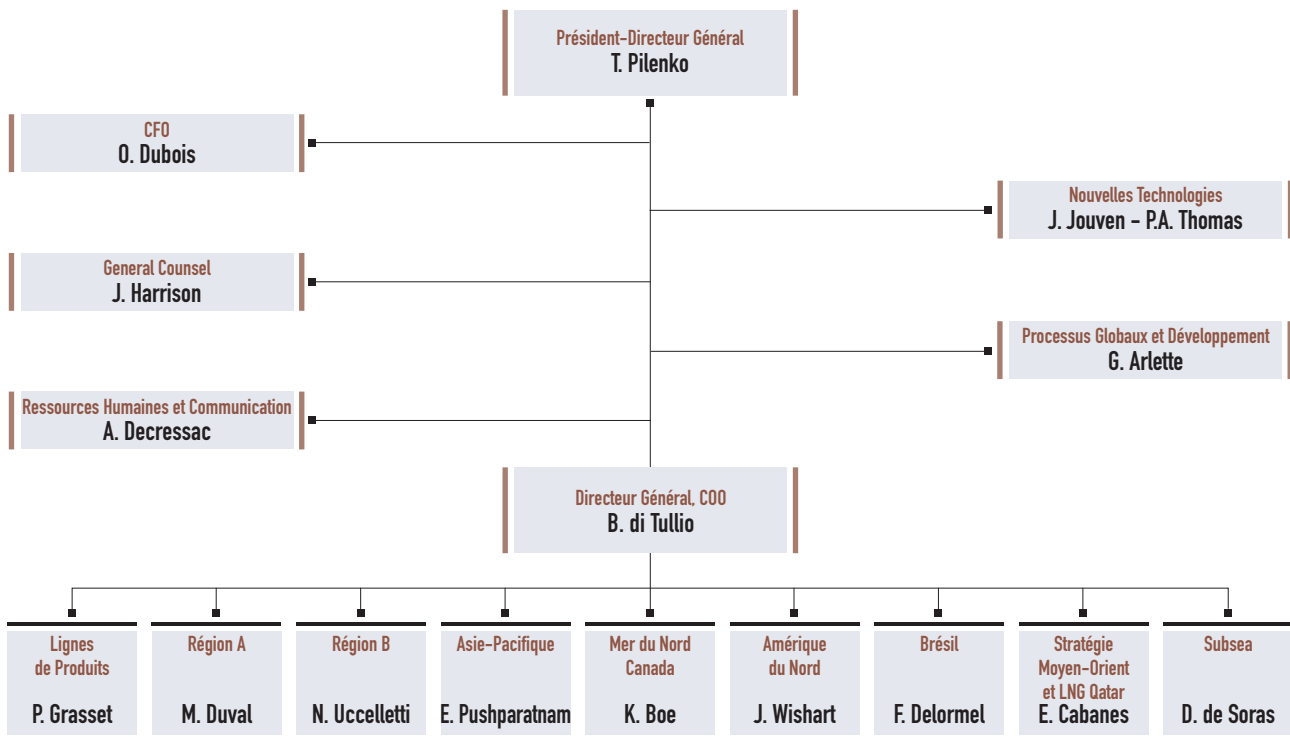 Président-Directeur Général
T. Pilenko
CFO
O. Dubois
Nouvelles Technologies
J. Jouven - P.A. Thomas
General Counsel
J. Harrison
Processus Globaux et Développement
G. Arlette
Ressources Humaines et Communication
A. Decressac
Directeur Général, COO
B. di Tullio
Lignes
de Produits
P. Grasset
Région A
M. Duval
Région B
N. Uccelletti
Asie-Pacifique
E. Pushparatnam
Mer du Nord
Canada
K. Boe
Amérique
du Nord
J. Wishart
Brésil
F. Delormel
Stratégie
Moyen-Orient
et LNG Qatar
E. Cabanes
Subsea
D. de Soras